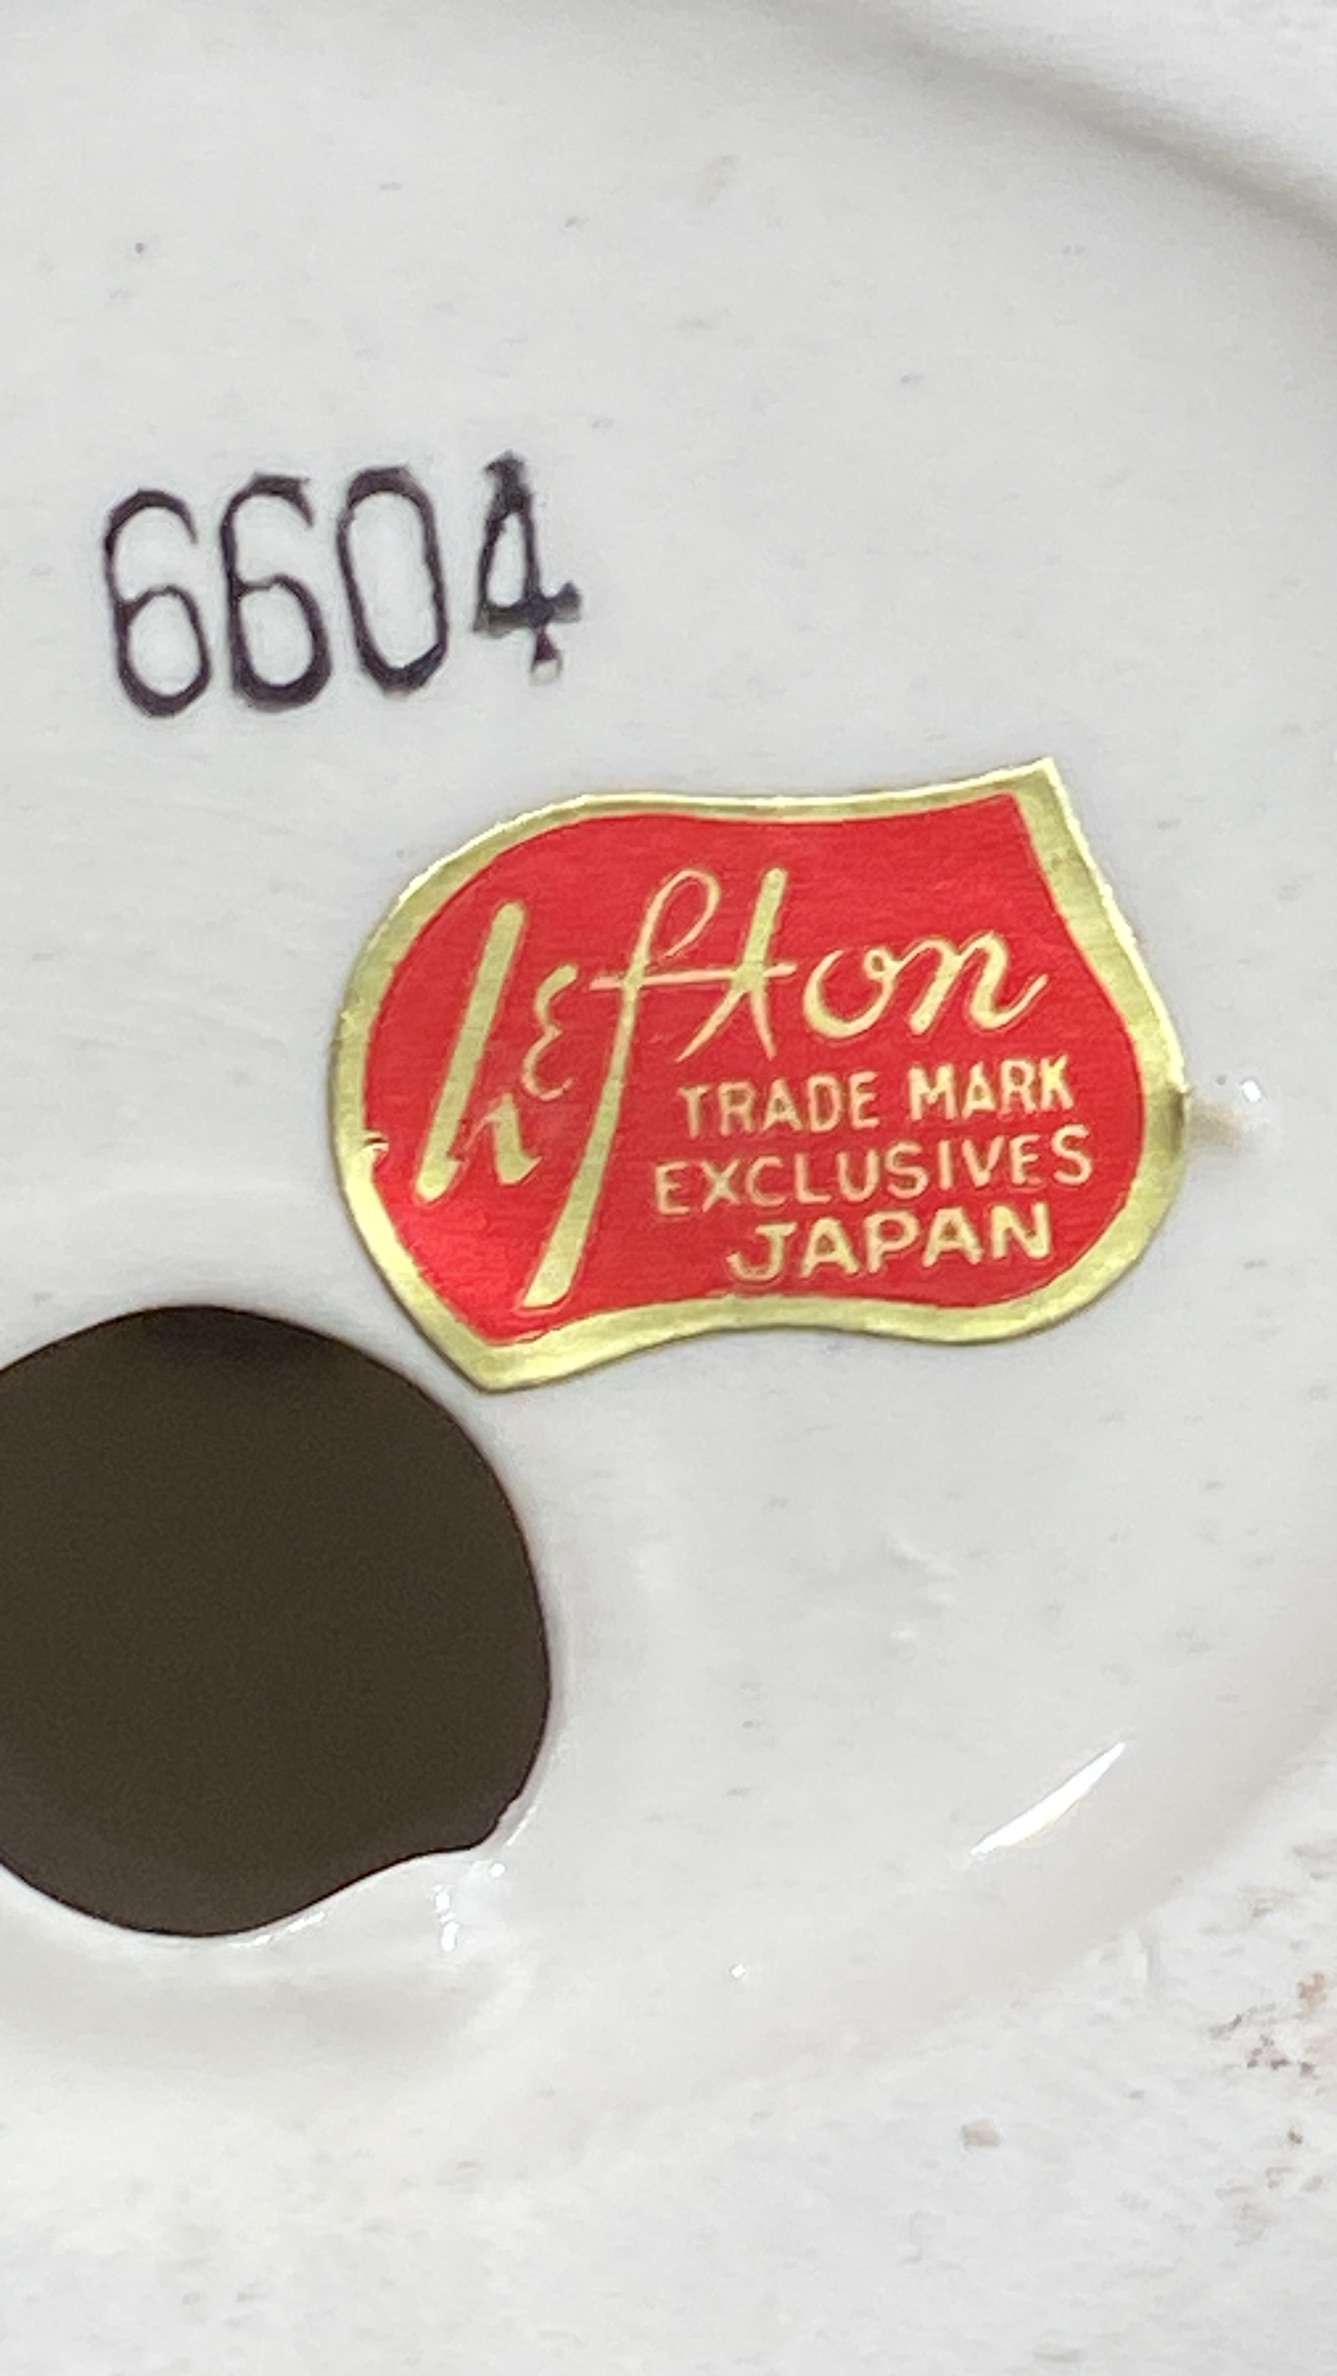 6604
Lefton
TRADE MARK
EXCLUSIVES
JAPAN